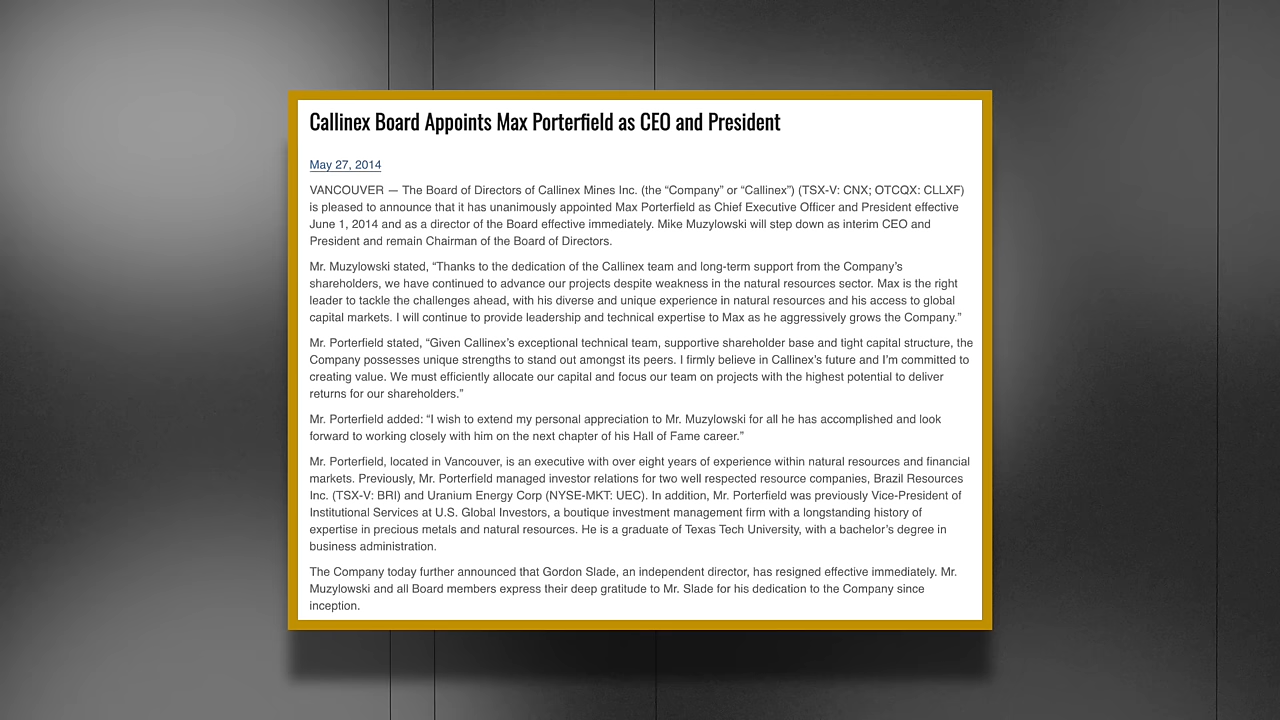 Callinex Board Appoints Max Porterfield as CEO and President
May 27, 2014
VANCOUVER — The Board of Directors of Callinex Mines Inc. (the “Company” or “Callinex”) (TSX-V: CNX; OTCQX: CLLXF)
is pleased to announce that it has unanimously appointed Max Porterfield as Chief Executive Officer and President effective
June 1, 2014 and as a director of the Board effective immediately. Mike Muzylowski will step down as interim CEO and
President and remain Chairman of the Board of Directors.
Mr. Muzylowski stated, “Thanks to the dedication of the Callinex team and long-term support from the Company’s
shareholders, we have continued to advance our projects despite weakness in the natural resources sector. Max is the right
leader to tackle the challenges ahead, with his diverse and unique experience in natural resources and his access to global
capital markets. I will continue to provide leadership and technical expertise to Max as he aggressively grows the Company.”
Mr. Porterfield stated, “Given Callinex’s exceptional technical team, supportive shareholder base and tight capital structure, the
Company possesses unique strengths to stand out amongst its peers. I firmly believe in Callinex’s future and I’m committed to
creating value. We must efficiently allocate our capital and focus our team on projects with the highest potential to deliver
returns for our shareholders.”
Mr. Porterfield added: “I wish to extend my personal appreciation to Mr. Muzylowski for all he has accomplished and look
forward to working closely with him on the next chapter of his Hall of Fame career.”
Mr. Porterfield, located in Vancouver, is an executive with over eight years of experience within natural resources and financial
markets. Previously, Mr. Porterfield managed investor relations for two well respected resource companies, Brazil Resources
Inc. (TSX-V: BRI) and Uranium Energy Corp (NYSE-MKT: UEC). In addition, Mr. Porterfield was previously Vice-President of
Institutional Services at U.S. Global Investors, a boutique investment management firm with a longstanding history of
expertise in precious metals and natural resources. He is a graduate of Texas Tech University, with a bachelor’s degree in
business administration.
The Company today further announced that Gordon Slade, an independent director, has resigned effective immediately. Mr.
Muzylowski and all Board members express their deep gratitude to Mr. Slade for his dedication to the Company since
inception.